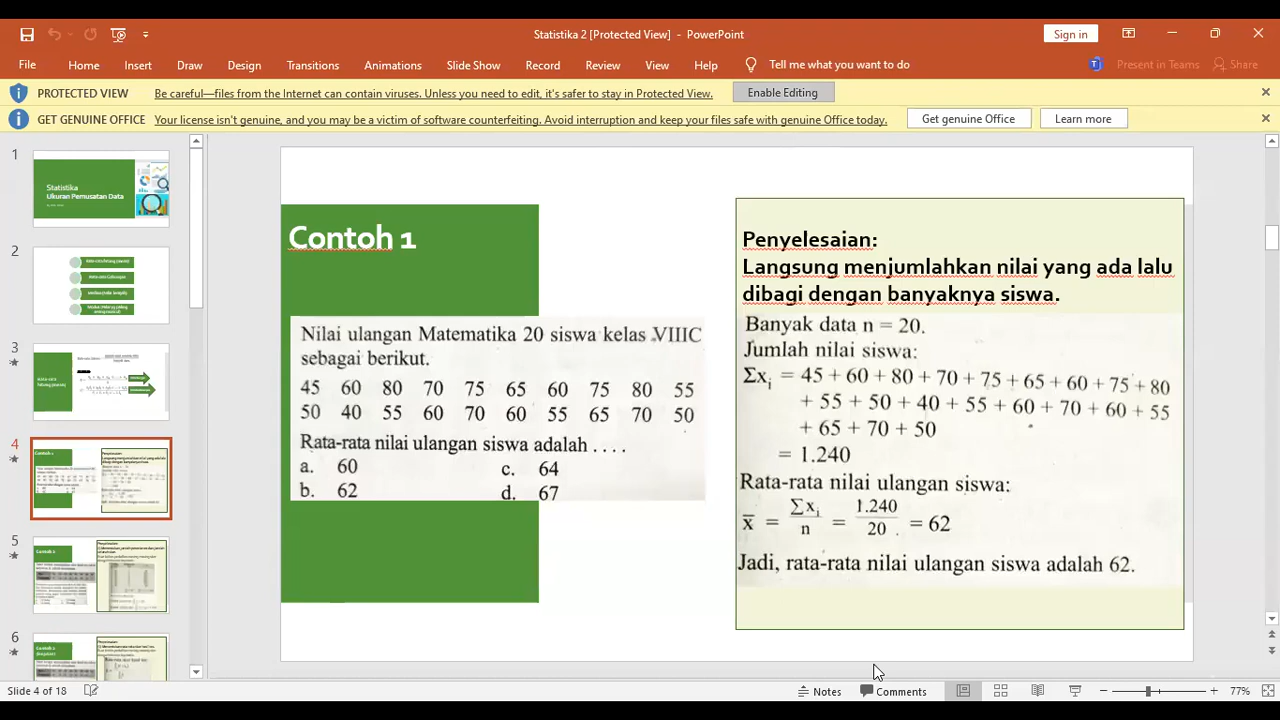 Statistika 2 [Protected View] - PowerPoint
Sign in
File Home Insert Draw Design Transitions Animations Slide Show Record Review View Help Tell me what you want to do Present in Teams Share
PROTECTED VIEW Be careful—files from the Internet can contain viruses. Unless you need to edit, it's safer to stay in Protected View. Enable Editing
GET GENUINE OFFICE Your license isn't genuine, and you may be a victim of software counterfeiting. Avoid interruption and keep your files safe with genuine Office today. Get genuine Office Learn more
1
Statistika
Ukuran Pemusatan Data
2
3
4
5
6
Contoh 1
Nilai ulangan Matematika 20 siswa kelas VIIIC
sebagai berikut.
45 60 80 70 75 65 60 75 80 55
50 40 55 60 70 60 55 65 70 50
Rata-rata nilai ulangan siswa adalah . . . .
a. 60 c. 64
b. 62 d. 67
Penyelesaian:
Langsung menjumlahkan nilai yang ada lalu
dibagi dengan banyaknya siswa.
Banyak data n = 20.
Jumlah nilai siswa:
Σxᵢ = 45 + 60 + 80 + 70 + 75 + 65 + 60 + 75 + 80
+ 55 + 50 + 40 + 55 + 60 + 70 + 60 + 55
+ 65 + 70 + 50
= 1.240
Rata-rata nilai ulangan siswa:
x̄ = Σxᵢ/n = 1.240/20 = 62
Jadi, rata-rata nilai ulangan siswa adalah 62.
Slide 4 of 18 Notes Comments 77%